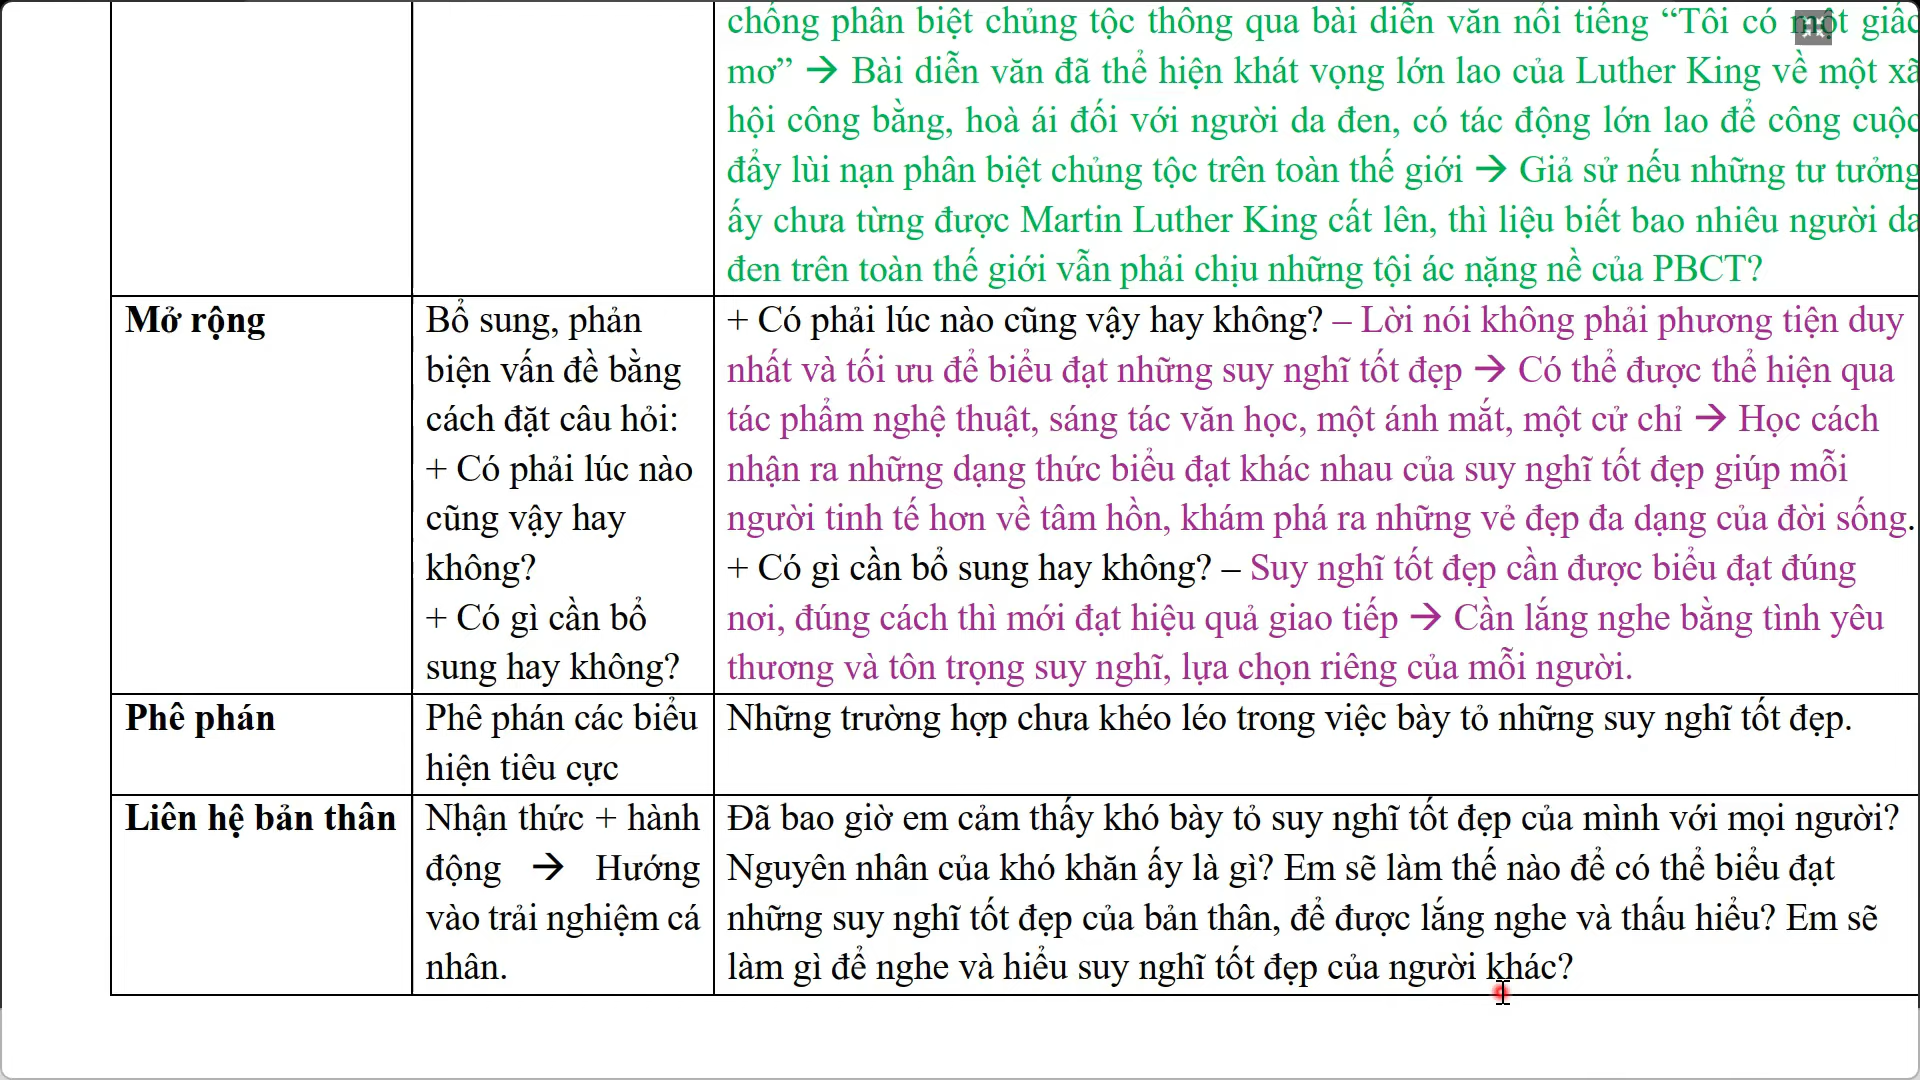 chống phân biệt chủng tộc thông qua bài diễn văn nổi tiếng “Tôi có một giấc
mơ” → Bài diễn văn đã thể hiện khát vọng lớn lao của Luther King về một xã
hội công bằng, hoà ái đối với người da đen, có tác động lớn lao để công cuộc
đẩy lùi nạn phân biệt chủng tộc trên toàn thế giới → Giả sử nếu những tư tưởng
ấy chưa từng được Martin Luther King cất lên, thì liệu biết bao nhiêu người da
đen trên toàn thế giới vẫn phải chịu những tội ác nặng nề của PBCT?
Mở rộng
Bổ sung, phản
biện vấn đề bằng
cách đặt câu hỏi:
+ Có phải lúc nào
cũng vậy hay
không?
+ Có gì cần bổ
sung hay không?
+ Có phải lúc nào cũng vậy hay không? – Lời nói không phải phương tiện duy
nhất và tối ưu để biểu đạt những suy nghĩ tốt đẹp → Có thể được thể hiện qua
tác phẩm nghệ thuật, sáng tác văn học, một ánh mắt, một cử chỉ → Học cách
nhận ra những dạng thức biểu đạt khác nhau của suy nghĩ tốt đẹp giúp mỗi
người tinh tế hơn về tâm hồn, khám phá ra những vẻ đẹp đa dạng của đời sống.
+ Có gì cần bổ sung hay không? – Suy nghĩ tốt đẹp cần được biểu đạt đúng
nơi, đúng cách thì mới đạt hiệu quả giao tiếp → Cần lắng nghe bằng tình yêu
thương và tôn trọng suy nghĩ, lựa chọn riêng của mỗi người.
Phê phán
Phê phán các biểu
hiện tiêu cực
Những trường hợp chưa khéo léo trong việc bày tỏ những suy nghĩ tốt đẹp.
Liên hệ bản thân
Nhận thức + hành
động → Hướng
vào trải nghiệm cá
nhân.
Đã bao giờ em cảm thấy khó bày tỏ suy nghĩ tốt đẹp của mình với mọi người?
Nguyên nhân của khó khăn ấy là gì? Em sẽ làm thế nào để có thể biểu đạt
những suy nghĩ tốt đẹp của bản thân, để được lắng nghe và thấu hiểu? Em sẽ
làm gì để nghe và hiểu suy nghĩ tốt đẹp của người khác?